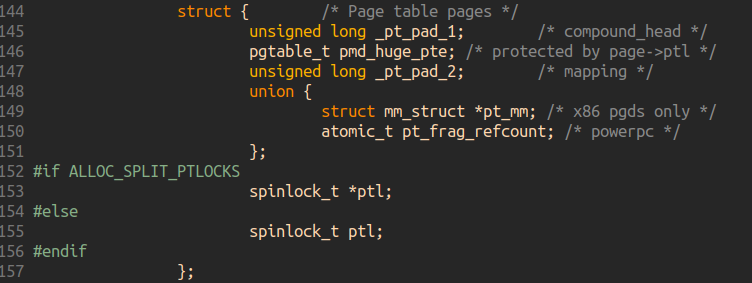 144 struct { /* Page table pages */
145 unsigned long _pt_pad_1; /* compound_head */
146 pgtable_t pmd_huge_pte; /* protected by page->ptl */
147 unsigned long _pt_pad_2; /* mapping */
148 union {
149 struct mm_struct *pt_mm; /* x86 pgds only */
150 atomic_t pt_frag_refcount; /* powerpc */
151 };
152 #if ALLOC_SPLIT_PTLOCKS
153 spinlock_t *ptl;
154 #else
155 spinlock_t ptl;
156 #endif
157 };